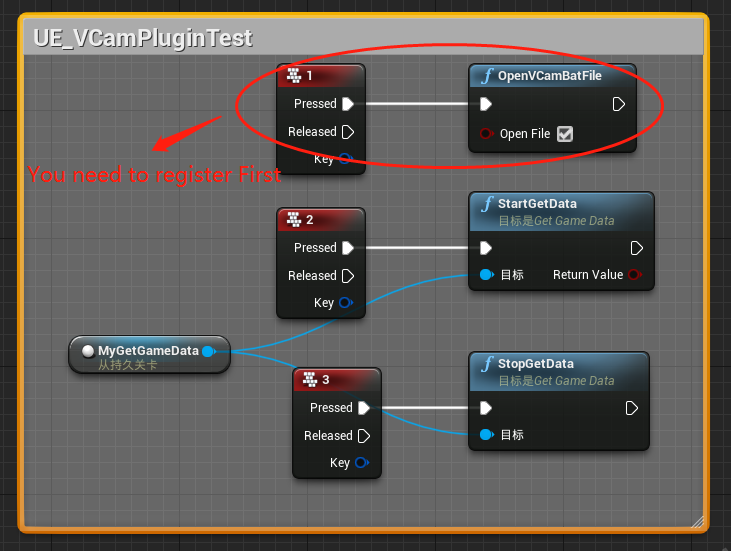 UE_VCamPluginTest
1
Pressed
Released
Key
OpenVCamBatFile
Open File
You need to register First
2
Pressed
Released
Key
StartGetData
目标是Get Game Data
目标
Return Value
MyGetGameData
从持久关卡
3
Pressed
Released
Key
StopGetData
目标是Get Game Data
目标